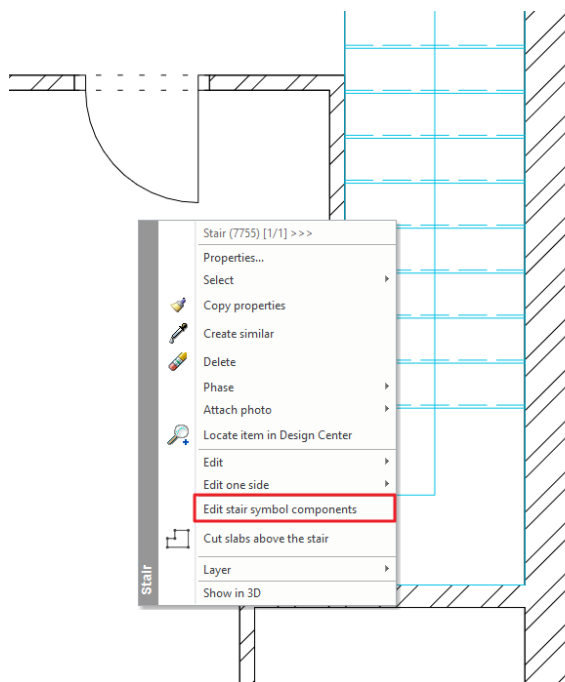 Stair (7755) [1/1] >>>
Properties...
Select
Copy properties
Create similar
Delete
Phase
Attach photo
Locate item in Design Center
Edit
Edit one side
Edit stair symbol components
Cut slabs above the stair
Layer
Show in 3D
Stair